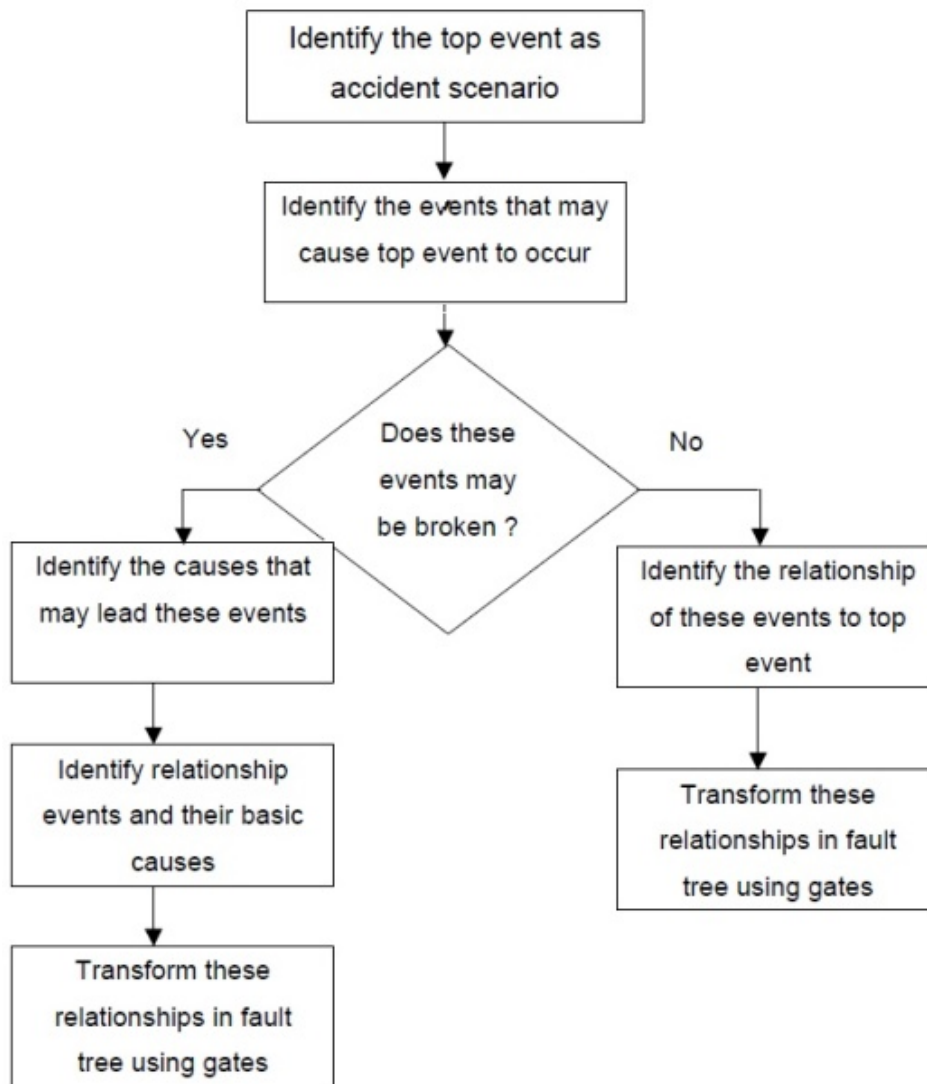 Identify the top event as
accident scenario
Identify the events that may
cause top event to occur
Yes
Does these
events may
be broken ?
No
Identify the causes that
may lead these events
Identify the relationship
of these events to top
event
Identify relationship
events and their basic
causes
Transform these
relationships in fault
tree using gates
Transform these
relationships in fault
tree using gates